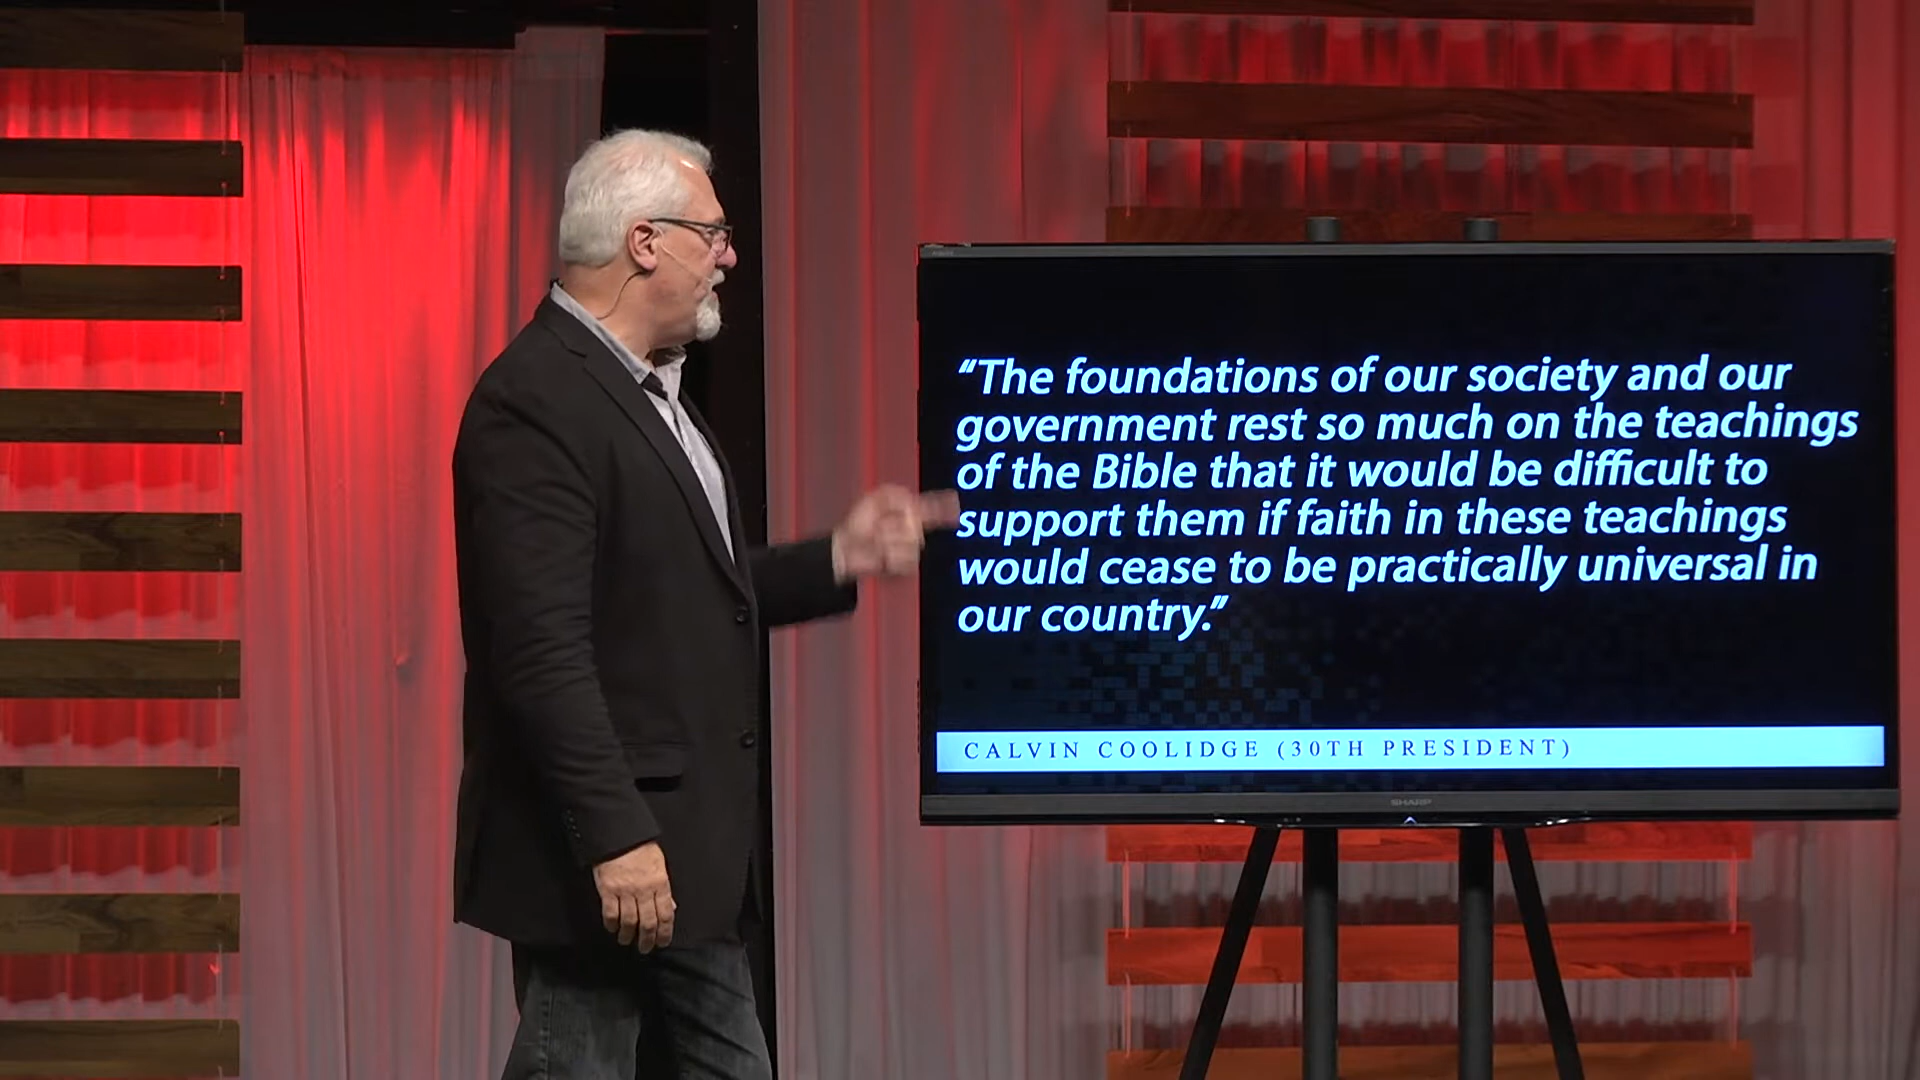 “The foundations of our society and our
government rest so much on the teachings
of the Bible that it would be difficult to
support them if faith in these teachings
would cease to be practically universal in
our country.”
CALVIN COOLIDGE (30TH PRESIDENT)
SHARP